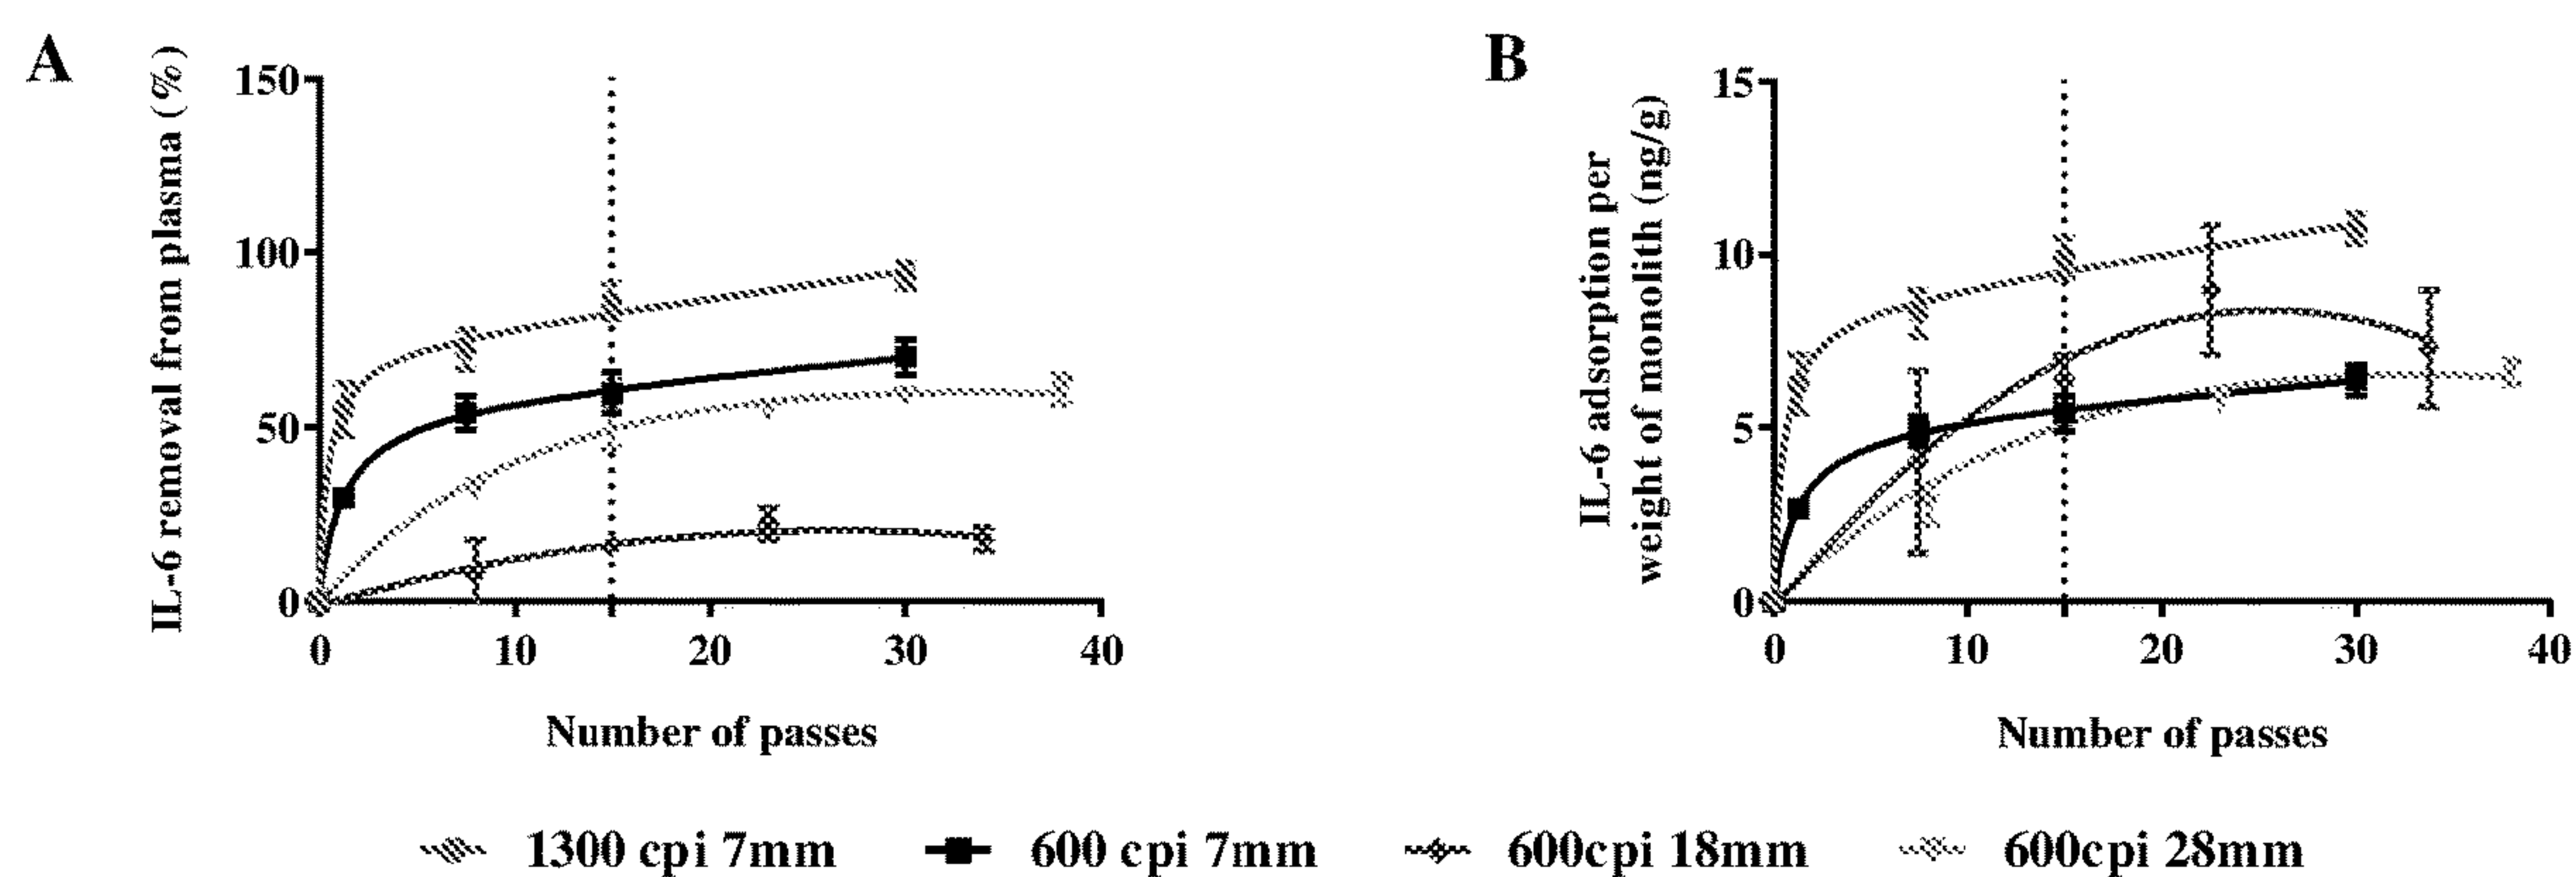 A
IL-6 removal from plasma (%)
150
100
50
0
0 10 20 30 40
Number of passes
B
IL-6 adsorption per
weight of monolith (ng/g)
15
10
5
0
0 10 20 30 40
Number of passes
1300 cpi 7mm 600 cpi 7mm 600cpi 18mm 600cpi 28mm